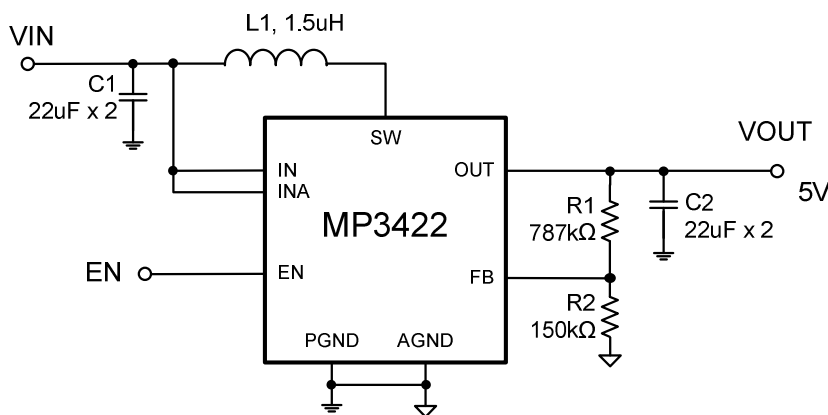 L1, 1.5uH
VIN
C1
22uF x 2
SW
VOUT
IN
OUT
INA
5V
R1
787kΩ
C2
22uF x 2
MP3422
EN
EN
FB
R2
150kΩ
PGND
AGND